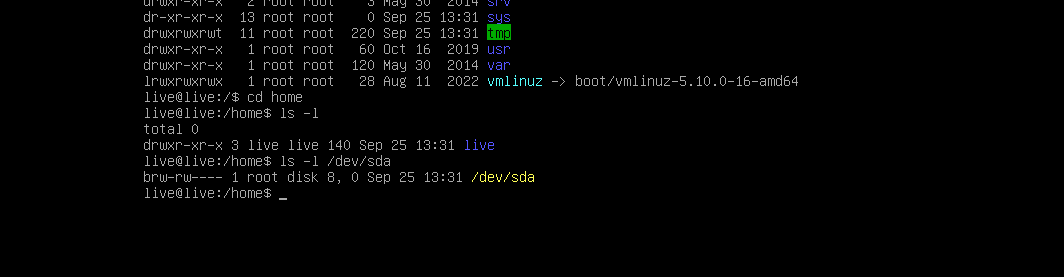 drwxr-xr-x 2 root root 3 May 30 2014 srv
dr-xr-xr-x 13 root root 0 Sep 25 13:31 sys
drwxrwxrwt 11 root root 220 Sep 25 13:31 tmp
drwxr-xr-x 1 root root 60 Oct 16 2019 usr
drwxr-xr-x 1 root root 120 May 30 2014 var
lrwxrwxrwx 1 root root 28 Aug 11 2022 vmlinuz -> boot/vmlinuz-5.10.0-16-amd64
live@live:/$ cd home
live@live:/home$ ls -l
total 0
drwxr-xr-x 3 live live 140 Sep 25 13:31 live
live@live:/home$ ls -l /dev/sda
brw-rw---- 1 root disk 8, 0 Sep 25 13:31 /dev/sda
live@live:/home$ _